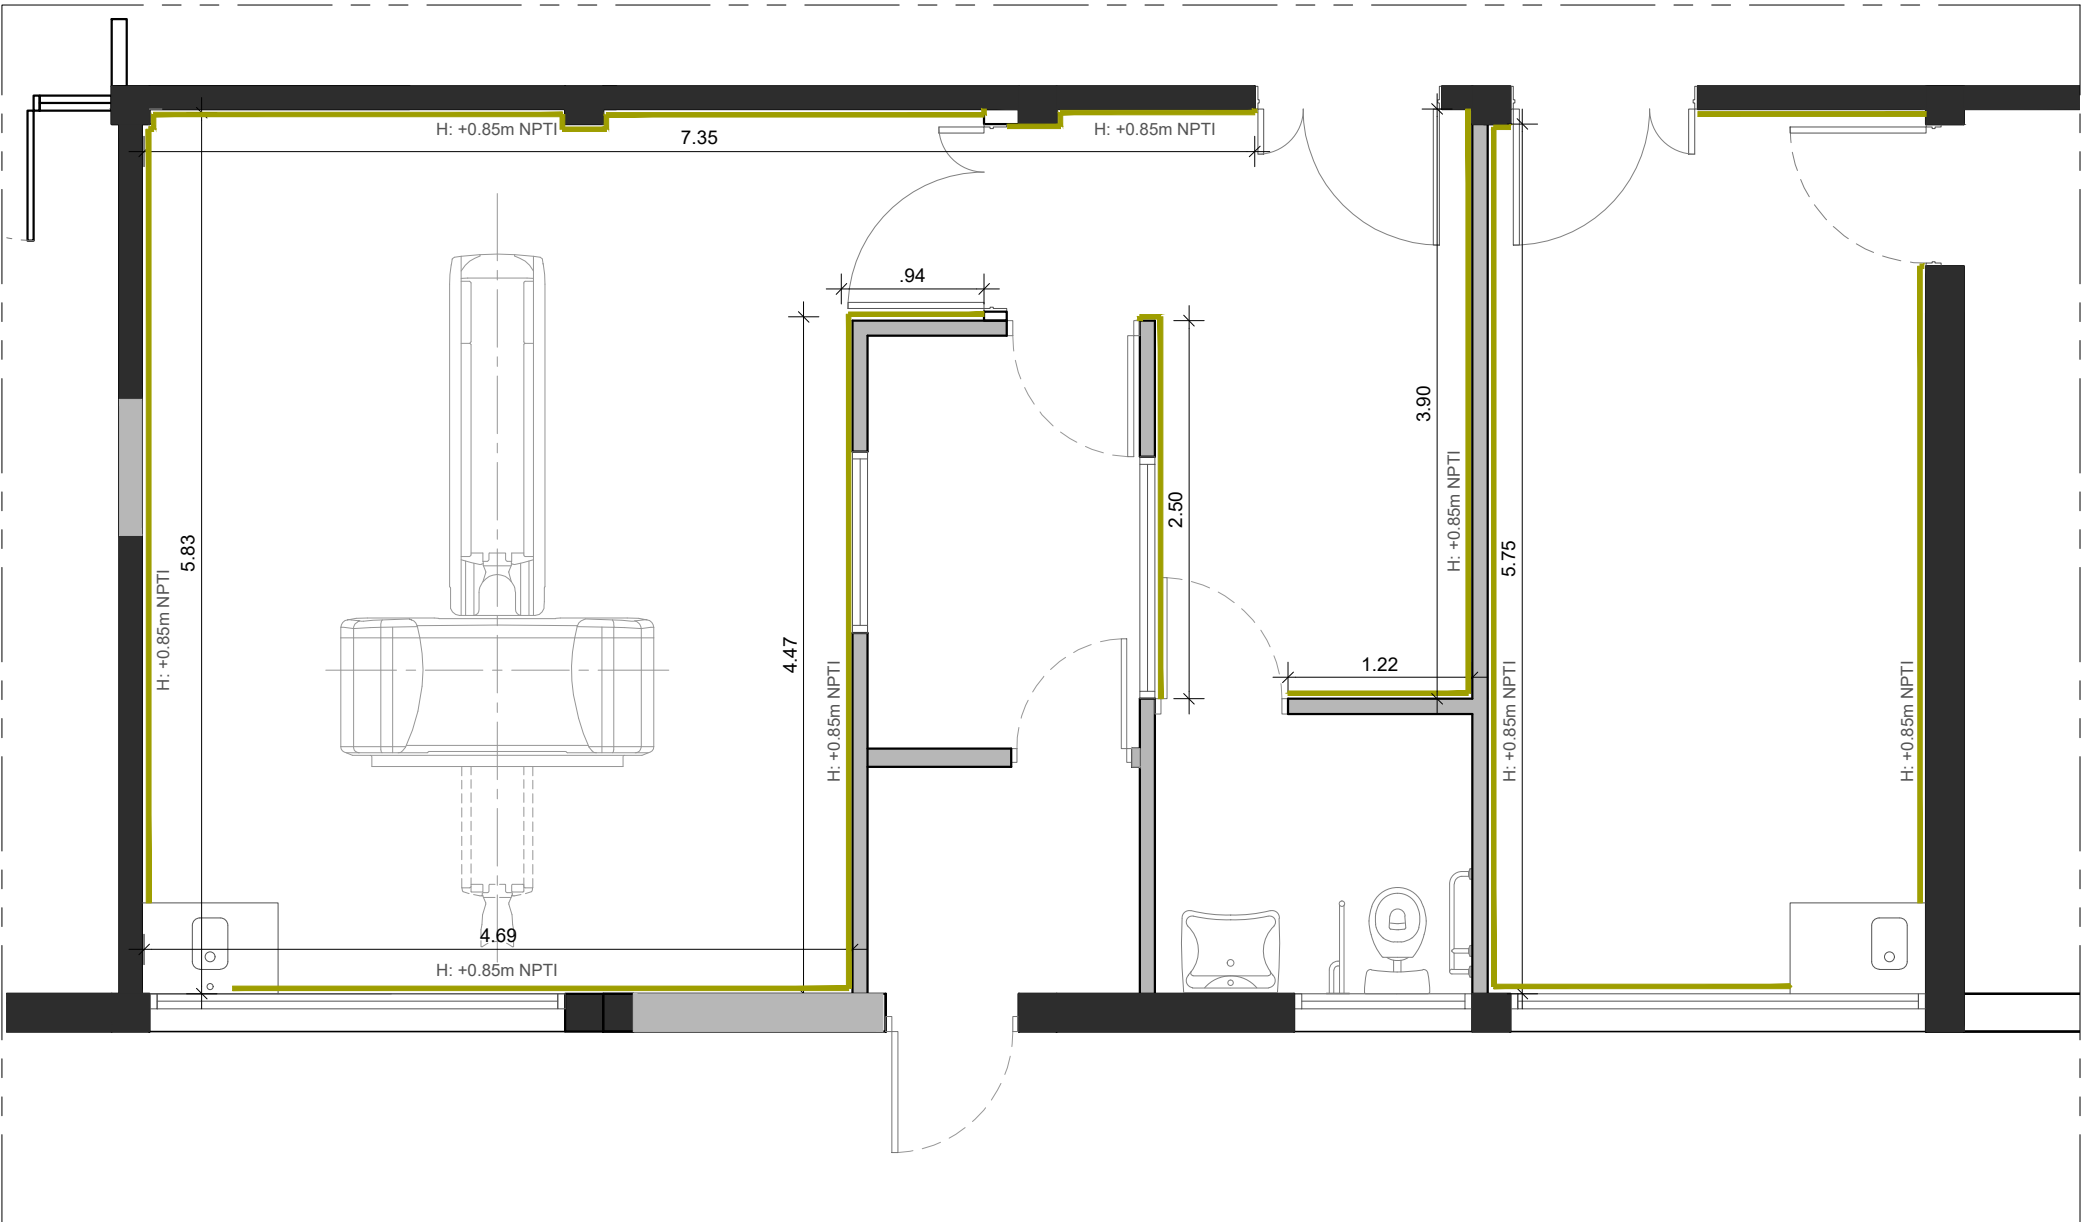 H: +0.85m NPTI
H: +0.85m NPTI
7.35
.94
3.90
H: +0.85m NPTI
2.50
5.83
H: +0.85m NPTI
4.47
H: +0.85m NPTI
1.22
5.75
H: +0.85m NPTI
H: +0.85m NPTI
4.69
H: +0.85m NPTI